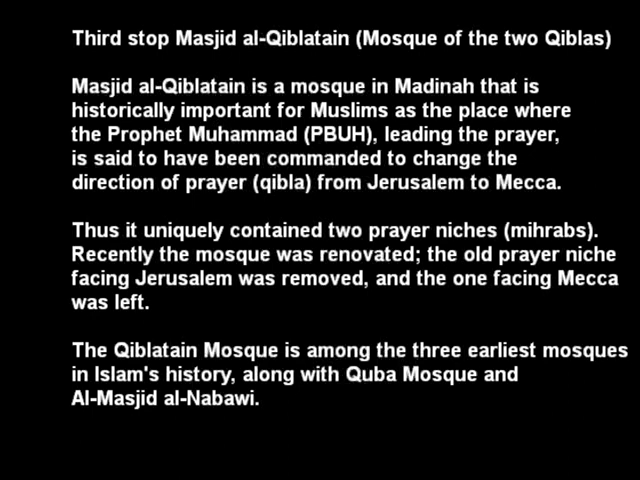 Third stop Masjid al-Qiblatain (Mosque of the two Qiblas)
Masjid al-Qiblatain is a mosque in Madinah that is
historically important for Muslims as the place where
the Prophet Muhammad (PBUH), leading the prayer,
is said to have been commanded to change the
direction of prayer (qibla) from Jerusalem to Mecca.
Thus it uniquely contained two prayer niches (mihrabs).
Recently the mosque was renovated; the old prayer niche
facing Jerusalem was removed, and the one facing Mecca
was left.
The Qiblatain Mosque is among the three earliest mosques
in Islam's history, along with Quba Mosque and
Al-Masjid al-Nabawi.